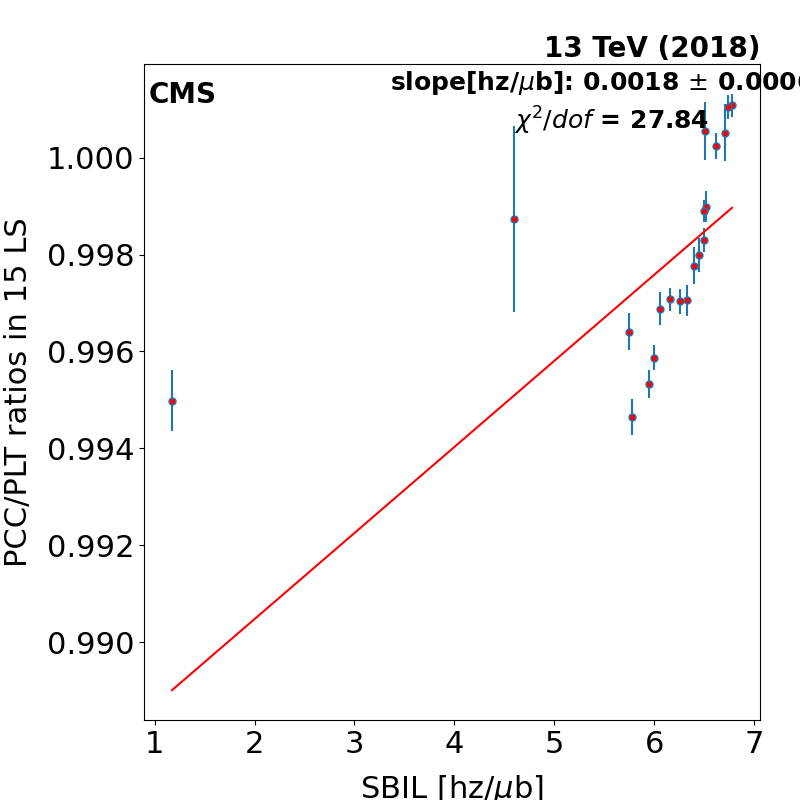 13 TeV (2018)
CMS
slope[hz/μb]: 0.0018 ± 0.000
χ²/dof = 27.84
1.000
0.998
0.996
0.994
0.992
0.990
PCC/PLT ratios in 15 LS
1 2 3 4 5 6 7
SBIL [hz/μb]